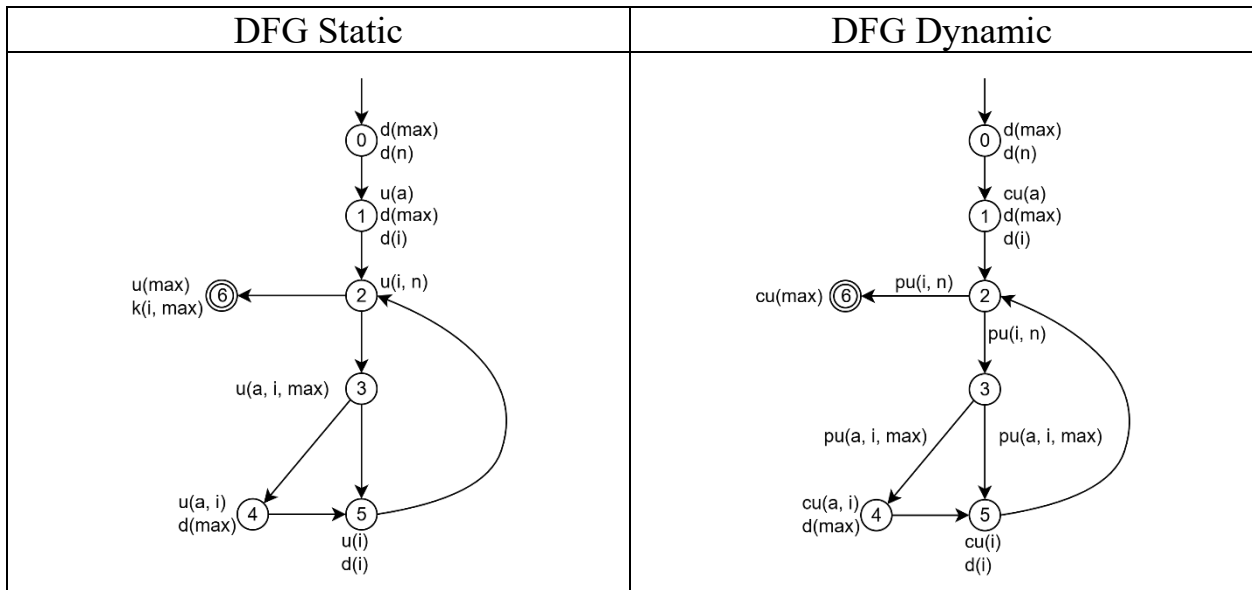 DFG Static
DFG Dynamic
0
d(max)
d(n)
1
u(a)
d(max)
d(i)
2
u(i, n)
6
u(max)
k(i, max)
3
u(a, i, max)
4
u(a, i)
d(max)
5
u(i)
d(i)
0
d(max)
d(n)
1
cu(a)
d(max)
d(i)
2
pu(i, n)
6
cu(max)
pu(i, n)
3
pu(a, i, max)
pu(a, i, max)
4
cu(a, i)
d(max)
5
cu(i)
d(i)